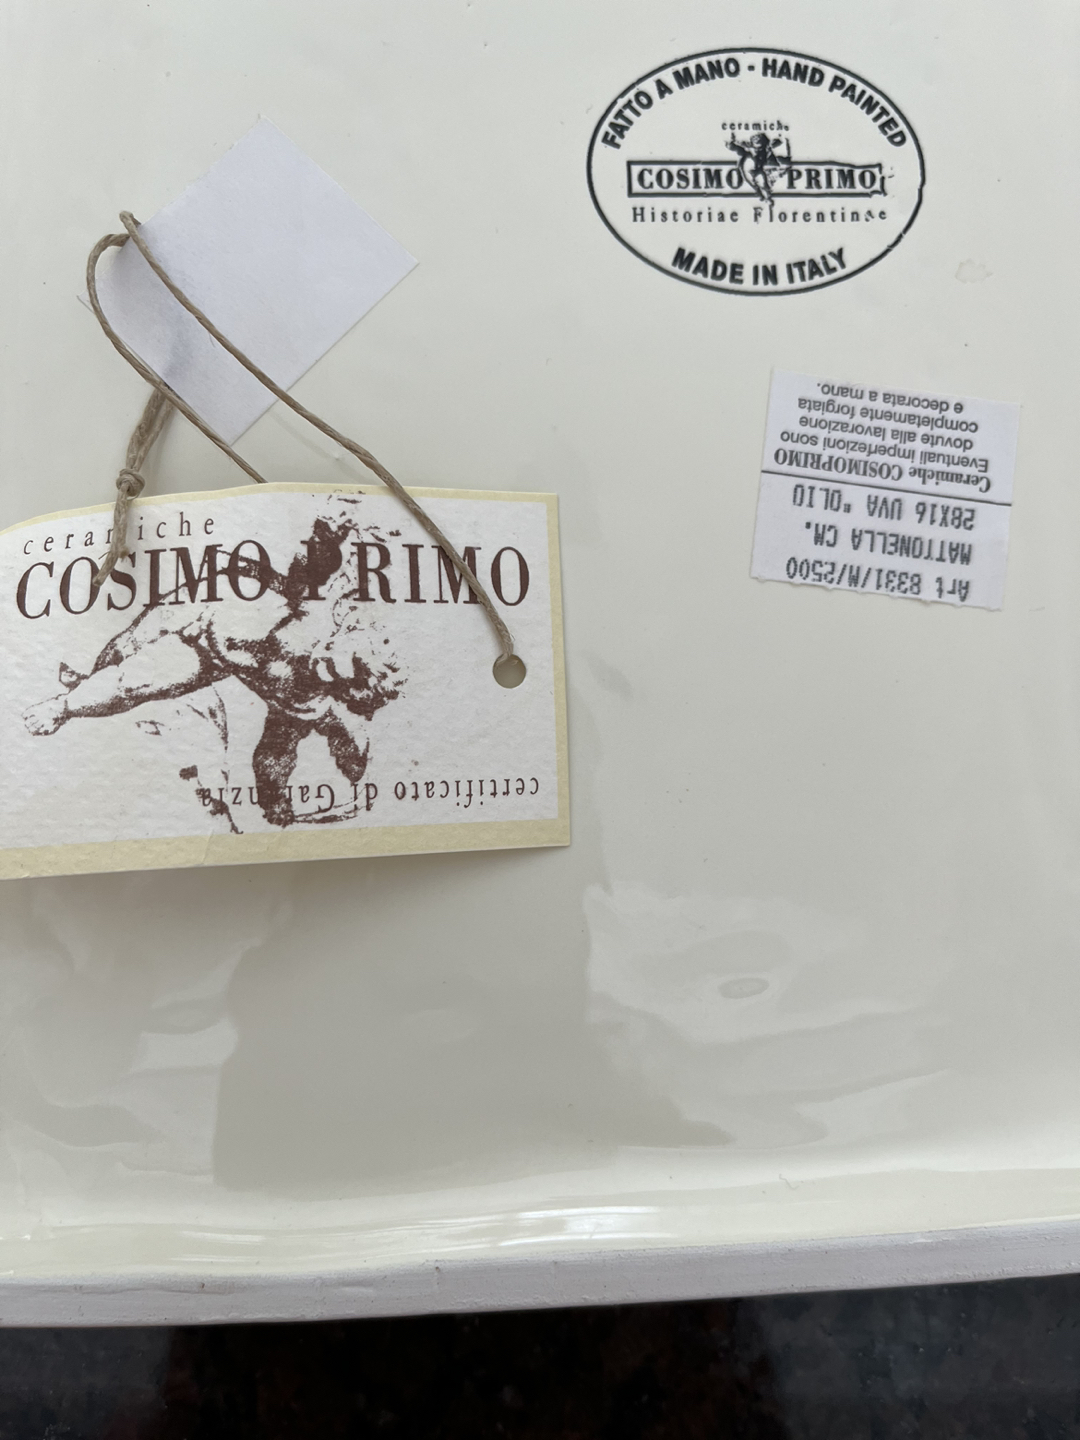 FATTO A MANO - HAND PAINTED
ceramiche
COSIMO PRIMO
Historiae Florentinae
MADE IN ITALY
ceramiche
COSIMO PRIMO
certificato di Garanzia
Art 8331/M/2500
MATTONELLA CM.
28X16 UVA "OLIO
Ceramiche COSIMOPRIMO
Eventuali imperfezioni sono
dovute alla lavorazione
completamente forgiata
e decorata a mano.